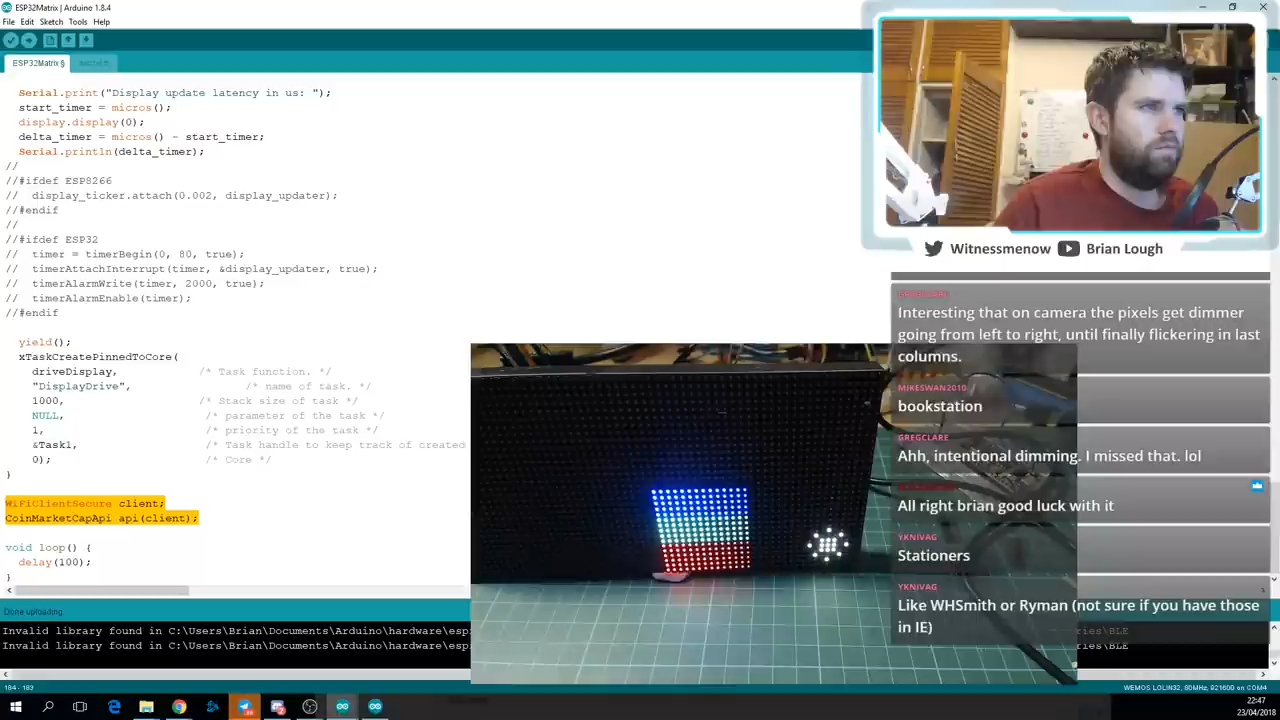 ESP32Matrix | Arduino 1.8.4
File Edit Sketch Tools Help
ESP32Matrix §
Serial.print("Display update latency in us: ");
start_timer = micros();
display.display(0);
delta_timer = micros() - start_timer;
Serial.println(delta_timer);
//
//#ifdef ESP8266
//  display_ticker.attach(0.002, display_updater);
//#endif
//
//#ifdef ESP32
//  timer = timerBegin(0, 80, true);
//  timerAttachInterrupt(timer, &display_updater, true);
//  timerAlarmWrite(timer, 2000, true);
//  timerAlarmEnable(timer);
//#endif
yield();
xTaskCreatePinnedToCore(
driveDisplay, /* Task function. */
"DisplayDrive", /* name of task. */
1000, /* Stack size of task */
NULL, /* parameter of the task */
1, /* priority of the task */
&Task1, /* Task handle to keep track of created
0); /* Core */
}
WiFiClientSecure client;
CoinMarketCapApi api(client);
void loop() {
delay(100);
}
Done uploading.
Invalid library found in C:\Users\Brian\Documents\Arduino\hardware\esp
ries\BLE
Invalid library found in C:\Users\Brian\Documents\Arduino\hardware\esp
ries\BLE
184 - 183
WEMOS LOLIN32, 80MHz, 921600 on COM4
22:47
23/04/2018
Witnessmenow Brian Lough
GREGCLARE
Interesting that on camera the pixels get dimmer
going from left to right, until finally flickering in last
columns.
MIKESWAN2010
bookstation
GREGCLARE
Ahh, intentional dimming. I missed that. lol
All right brian good luck with it
YKNIVAG
Stationers
YKNIVAG
Like WHSmith or Ryman (not sure if you have those
in IE)